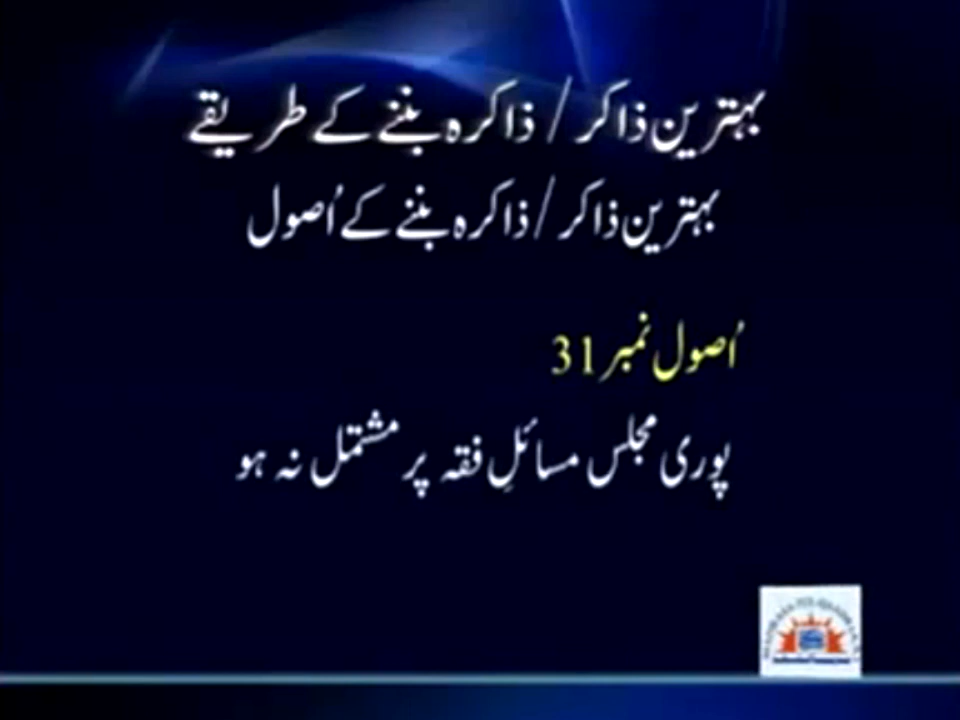 بہترین ذاکر / ذاکرہ بننے کے طریقے
بہترین ذاکر / ذاکرہ بننے کے اُصول
اُصول نمبر 31
پوری مجلس مسائلِ فقہ پر مشتمل نہ ہو